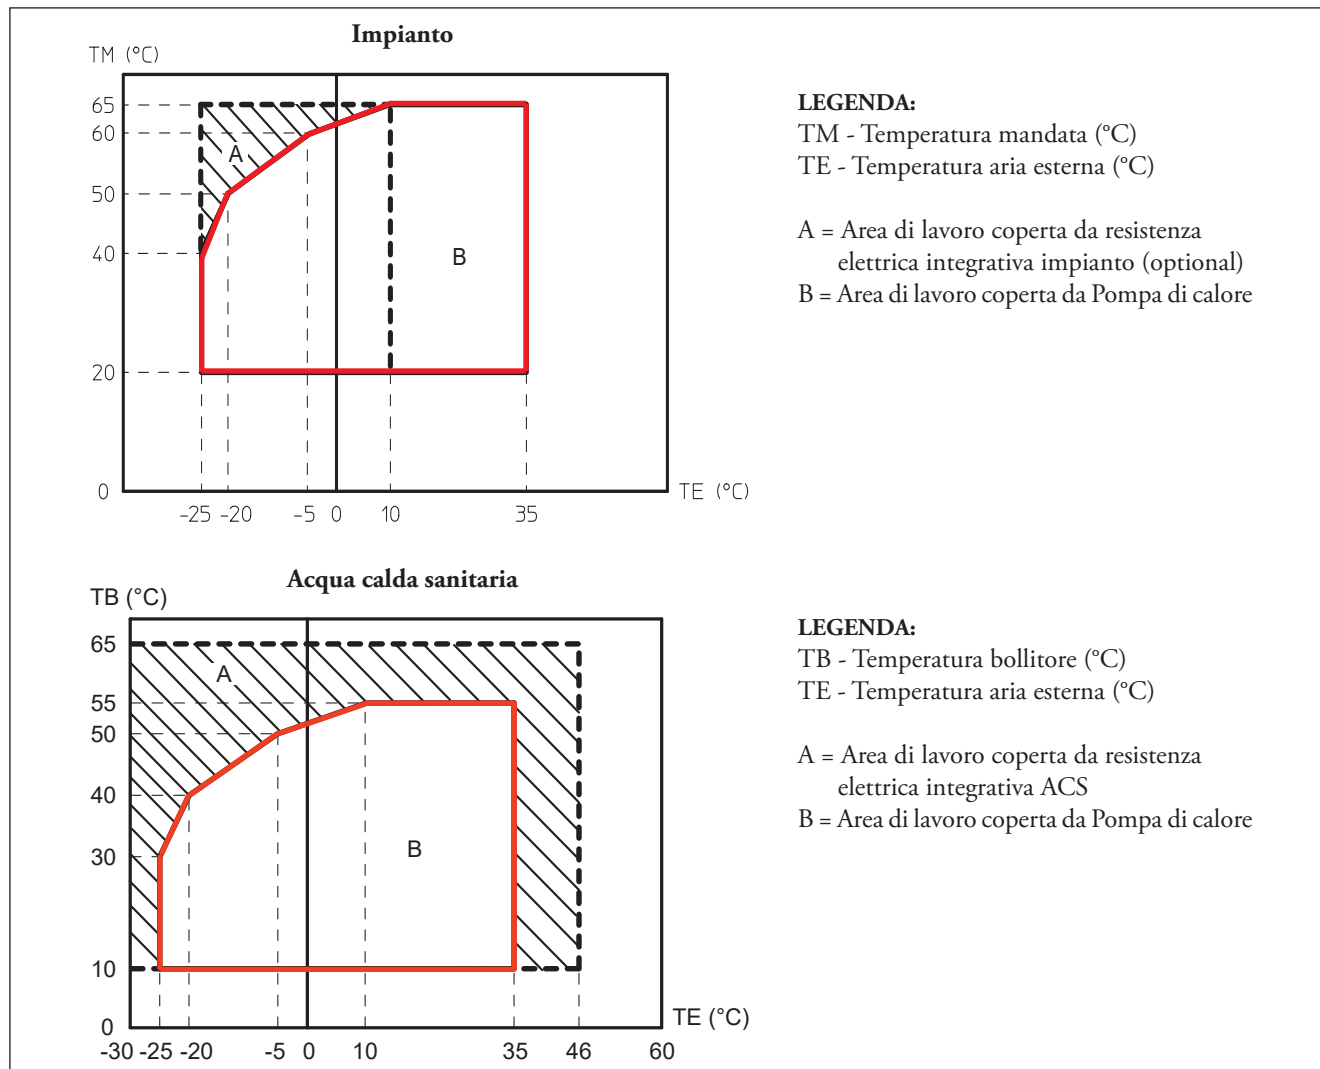 Impianto
TM (°C)
65
60
50
40
20
0
A
B
TE (°C)
-25 -20 -5 0 10 35
LEGENDA:
TM - Temperatura mandata (°C)
TE - Temperatura aria esterna (°C)
A = Area di lavoro coperta da resistenza
elettrica integrativa impianto (optional)
B = Area di lavoro coperta da Pompa di calore
Acqua calda sanitaria
TB (°C)
65
55
50
40
30
10
0
A
B
TE (°C)
-30 -25 -20 -5 0 10 35 46 60
LEGENDA:
TB - Temperatura bollitore (°C)
TE - Temperatura aria esterna (°C)
A = Area di lavoro coperta da resistenza
elettrica integrativa ACS
B = Area di lavoro coperta da Pompa di calore